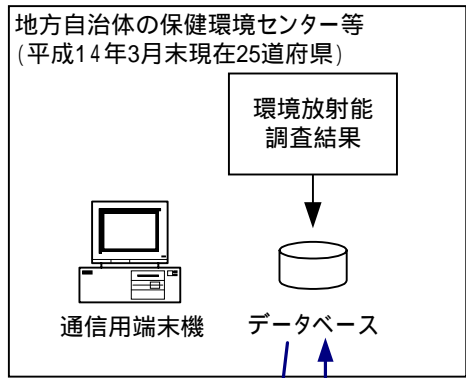 地方自治体の保健環境センター等
(平成14年3月末現在25道府県)
環境放射能
調査結果
通信用端末機
データベース